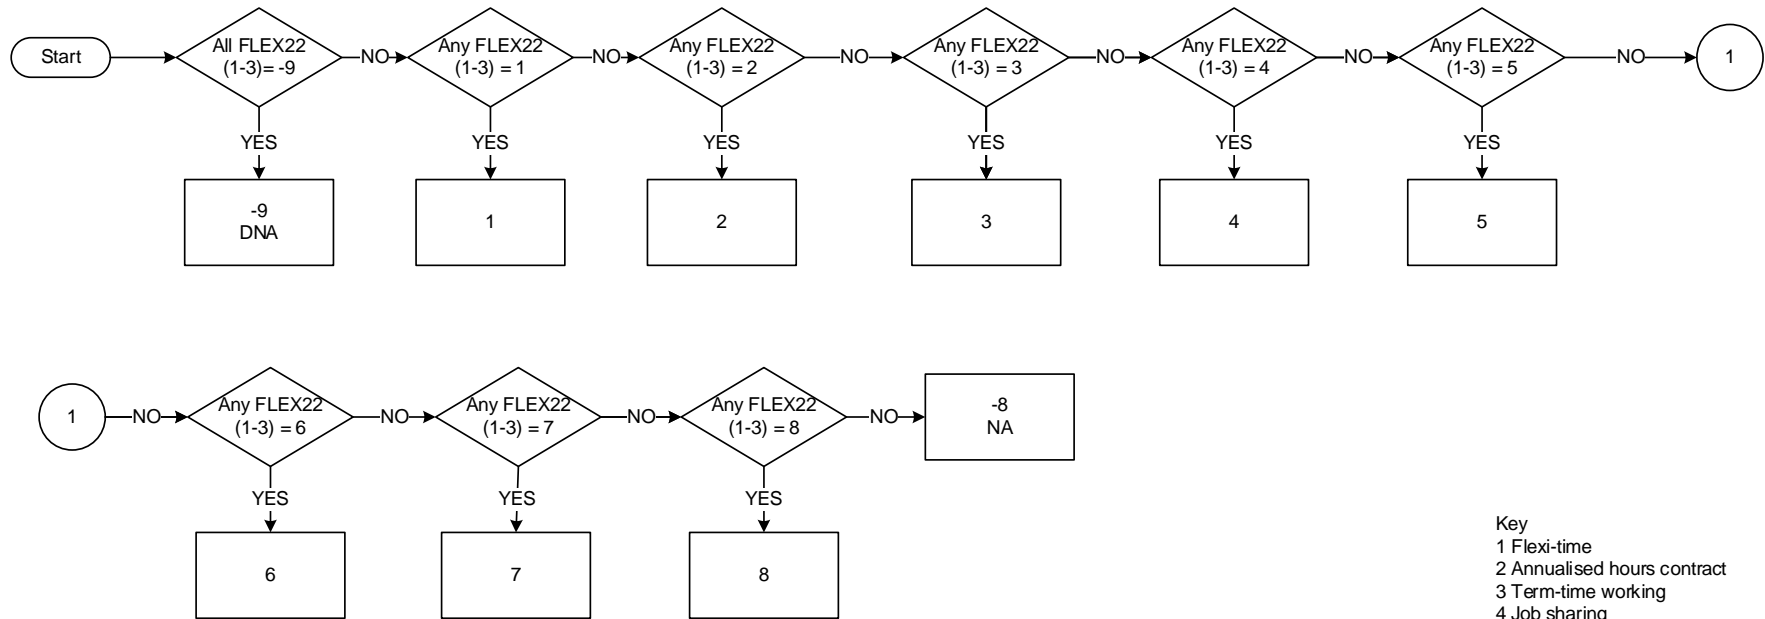 Start
All FLEX22
(1-3)= -9
NO
Any FLEX22
(1-3) = 1
NO
Any FLEX22
(1-3) = 2
NO
Any FLEX22
(1-3) = 3
NO
Any FLEX22
(1-3) = 4
NO
Any FLEX22
(1-3) = 5
NO
1
YES
YES
YES
YES
YES
YES
-9
DNA
1
2
3
4
5
1
NO
Any FLEX22
(1-3) = 6
NO
Any FLEX22
(1-3) = 7
NO
Any FLEX22
(1-3) = 8
NO
-8
NA
YES
YES
YES
6
7
8
Key
1 Flexi-time
2 Annualised hours contract
3 Term-time working
4 Job sharing